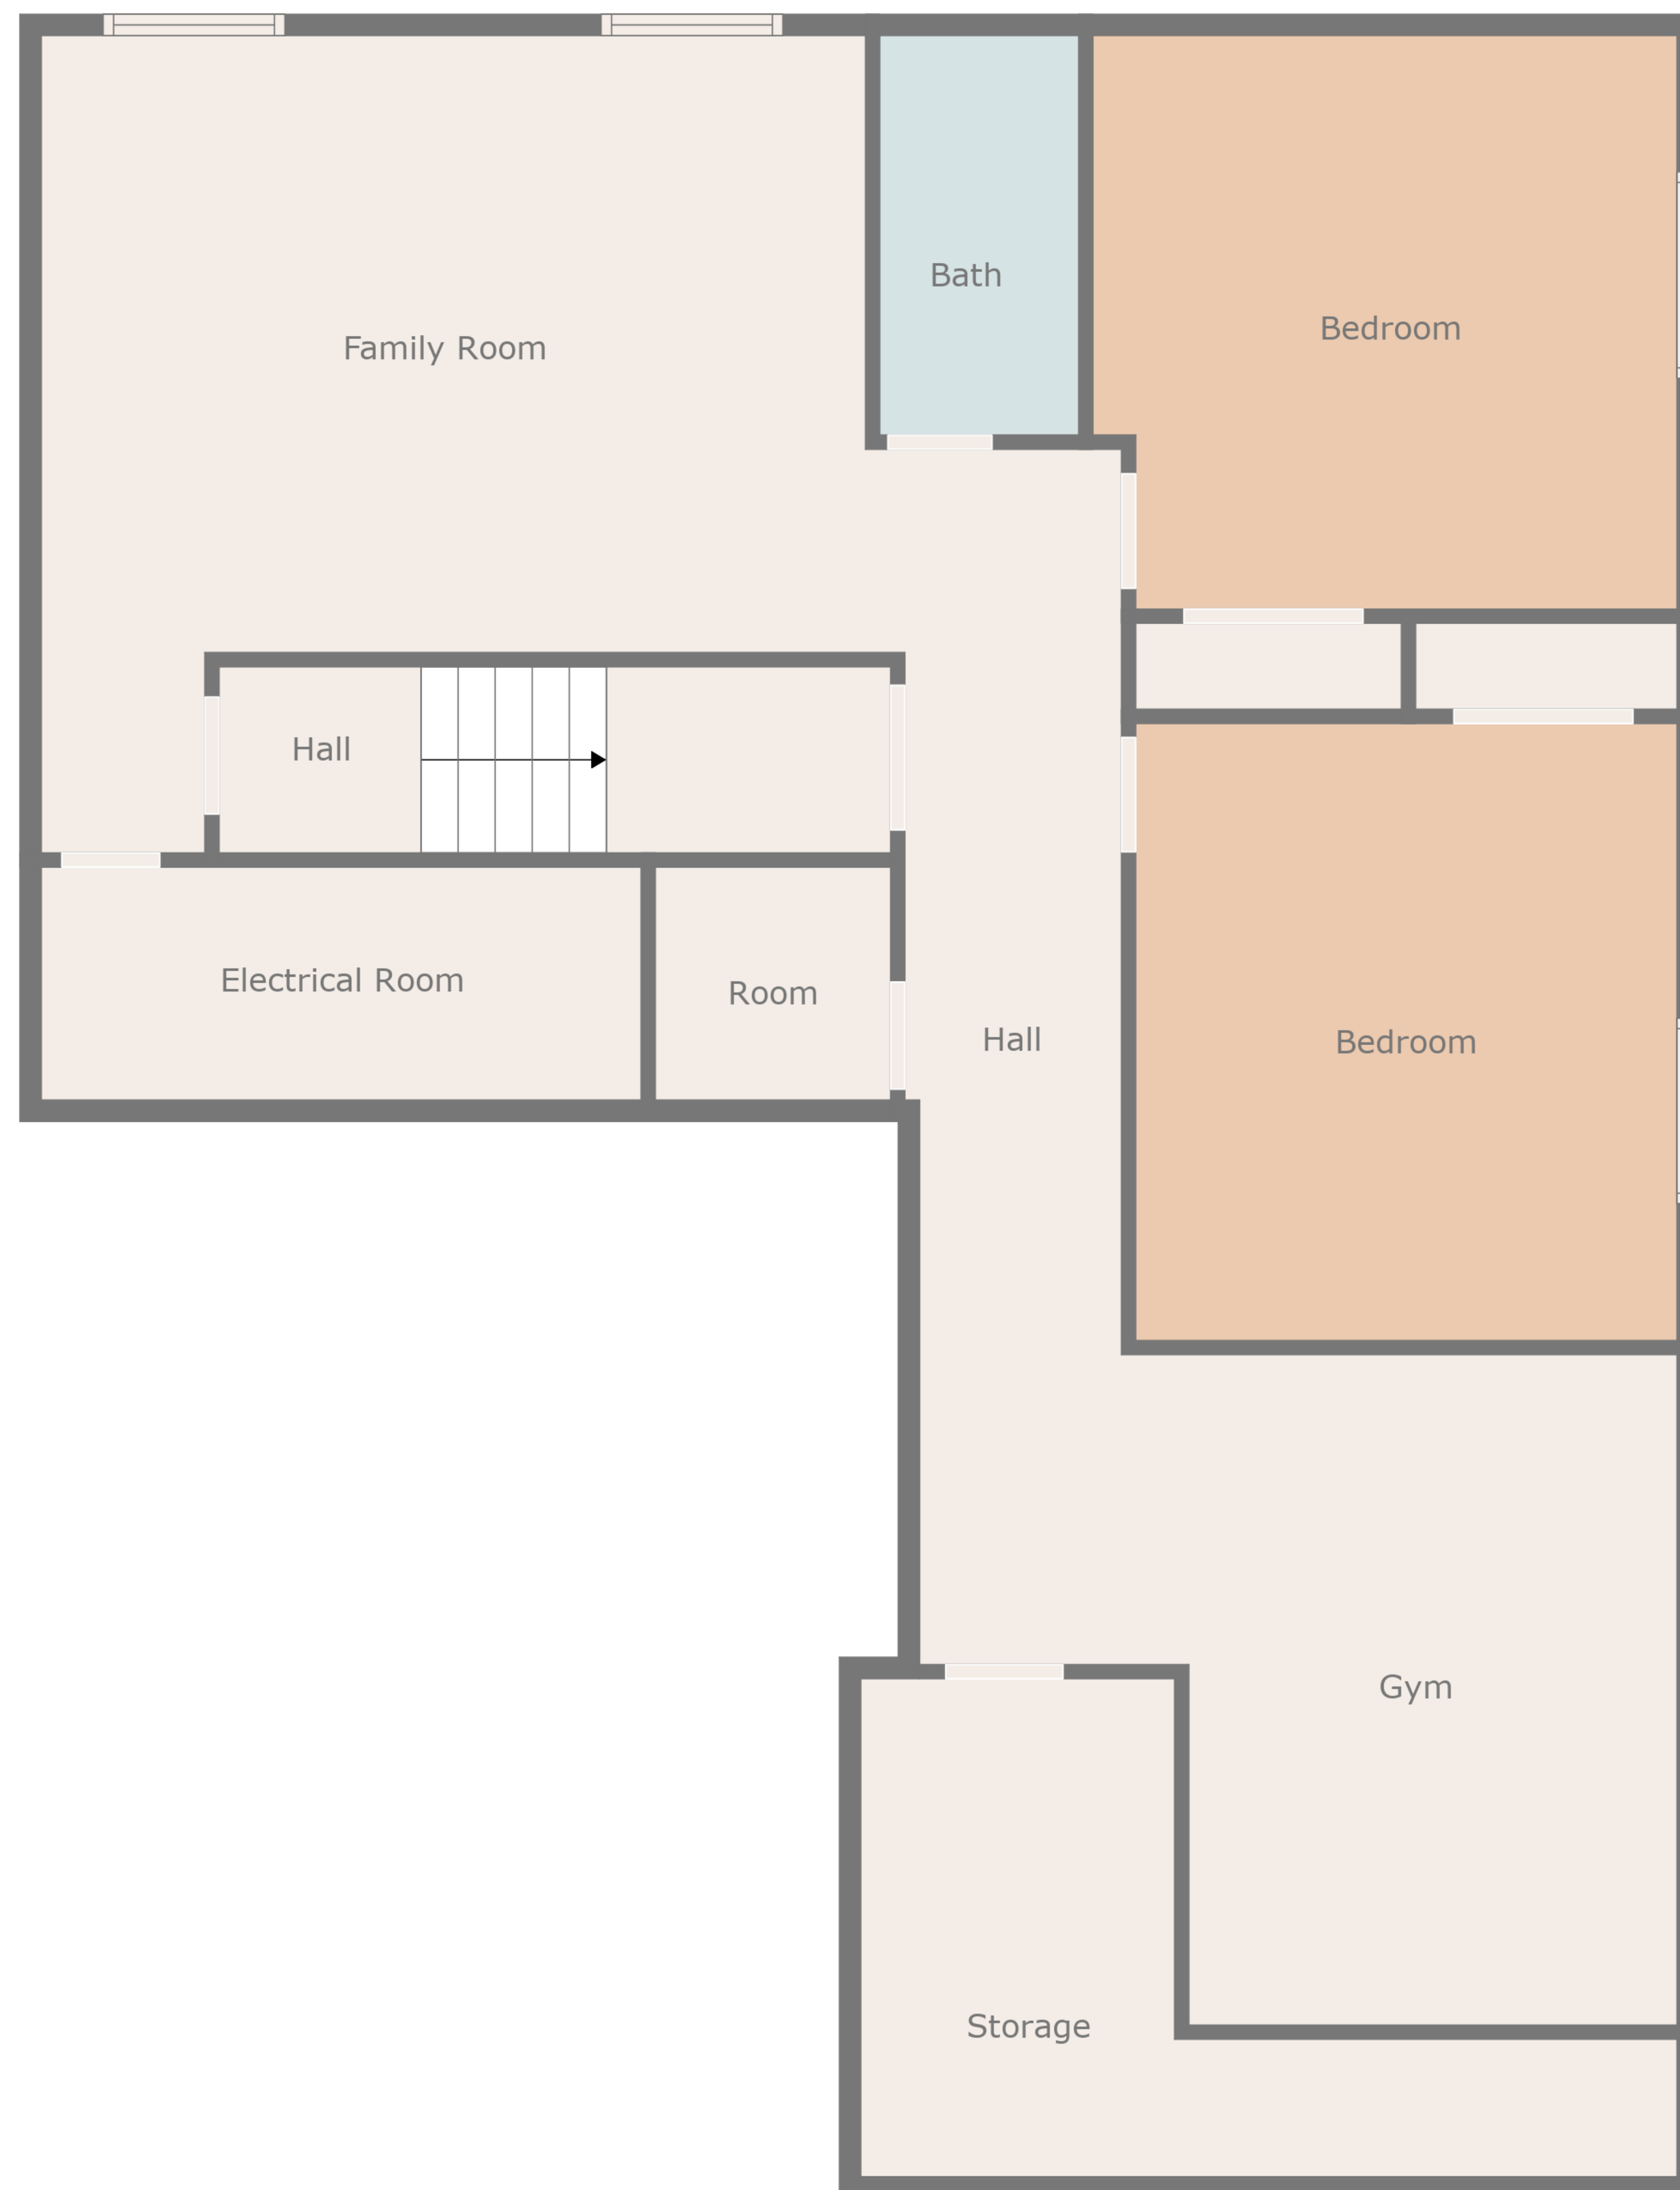 Bath
Bedroom
Family Room
Hall
Electrical Room
Room
Hall
Bedroom
Gym
Storage